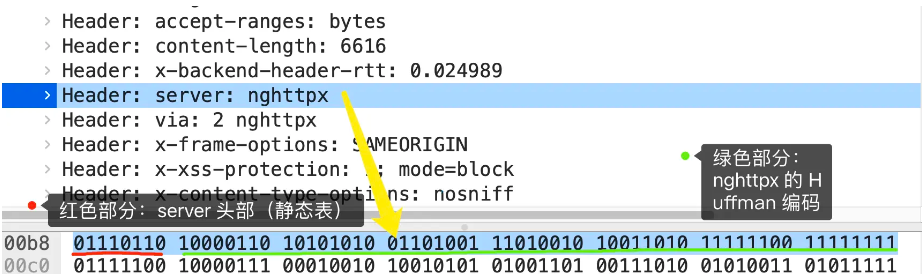 Header: accept-ranges: bytes
Header: content-length: 6616
Header: x-backend-header-rtt: 0.024989
Header: server: nghttpx
Header: via: 2 nghttpx
Header: x-frame-options: SAMEORIGIN
Header: x-xss-protection: ; mode=block
Header: x-content-type-options: nosniff
绿色部分：
nghttpx 的 H
uffman 编码
红色部分：server 头部（静态表）
00b8 01110110 10000110 10101010 01101001 11010010 10011010 11111100 11111111
00c0 01111100 10000111 00010010 10010101 01001101 00111010 01010011 01011111